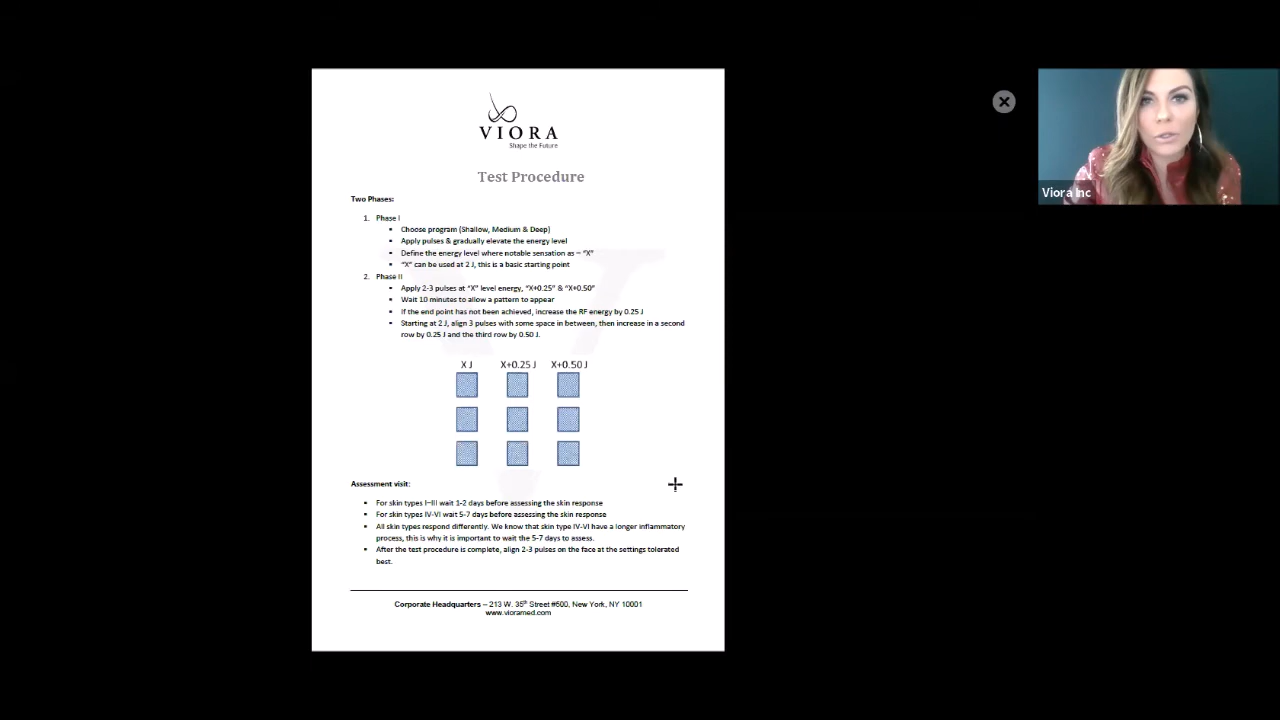 VIORA
Shape the Future
Test Procedure
Two Phases:
1. Phase I
• Choose program (Shallow, Medium & Deep)
• Apply pulses & gradually elevate the energy level
• Define the energy level where notable sensation as – "X"
• "X" can be used at 2 J, this is a basic starting point
2. Phase II
• Apply 2-3 pulses at "X" level energy, "X+0.25" & "X+0.50"
• Wait 10 minutes to allow a pattern to appear
• If the end point has not been achieved, increase the RF energy by 0.25 J
• Starting at 2 J, align 3 pulses with some space in between, then increase in a second
row by 0.25 J and the third row by 0.50 J.
X J X+0.25 J X+0.50 J
Assessment visit:
• For skin types I–III wait 1-2 days before assessing the skin response
• For skin types IV-VI wait 5-7 days before assessing the skin response
• All skin types respond differently. We know that skin type IV-VI have a longer inflammatory
process, this is why it is important to wait the 5-7 days to assess.
• After the test procedure is complete, align 2-3 pulses on the face at the settings tolerated
best.
Corporate Headquarters – 213 W. 35th Street #500, New York, NY 10001
www.vioramed.com
Viora Inc